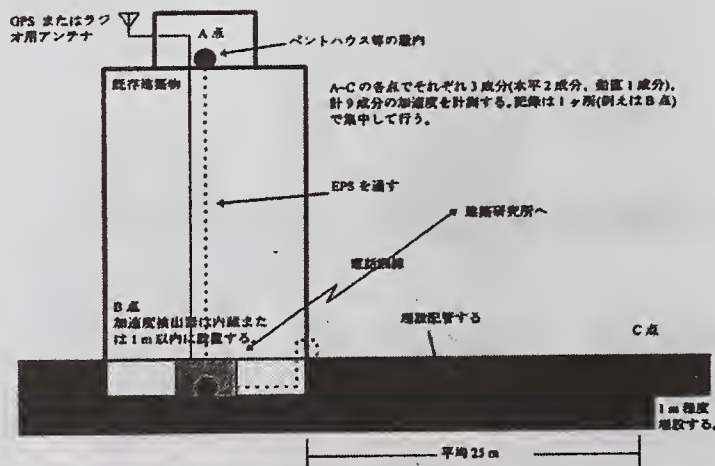 GPS またはラジ
オ用アンテナ
A 点
ペントハウス等の屋内
既存建築物
A-C の各点でそれぞれ3成分(水平2成分，鉛直1成分)，
計9成分の加速度を計測する。記録は1ヶ所(例えばB点)
で集中して行う。
EPS を通す
建築研究所へ
電話回線
B 点
加速度検出器は内蔵また
は1m以内に設置する。
埋設配管する
C 点
1m 程度
埋設する。
平均25 m